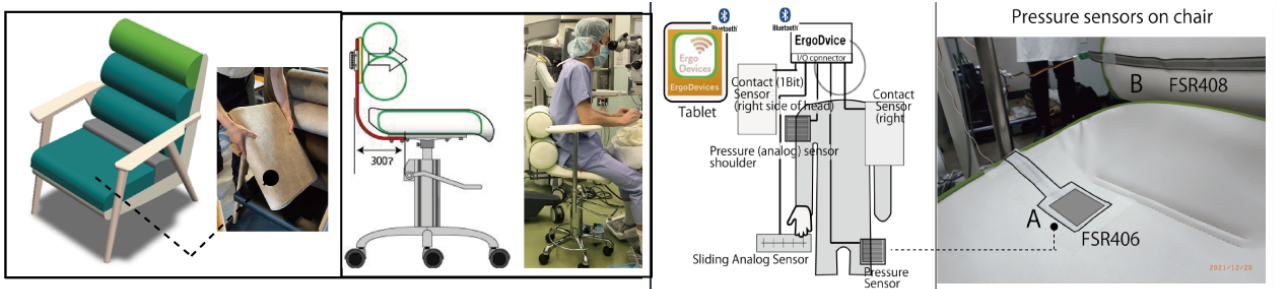 300?
Bluetooth
Bluetooth
Ergo
Devices
ErgoDevices
Tablet
ErgoDvice
I/O connector
Contact (1Bit)
Sensor
(right side of head)
Contact
Sensor
(right
Pressure (analog) sensor
shoulder
Sliding Analog Sensor
Pressure
Sensor
Pressure sensors on chair
B
FSR408
A
FSR406
2021/12/20